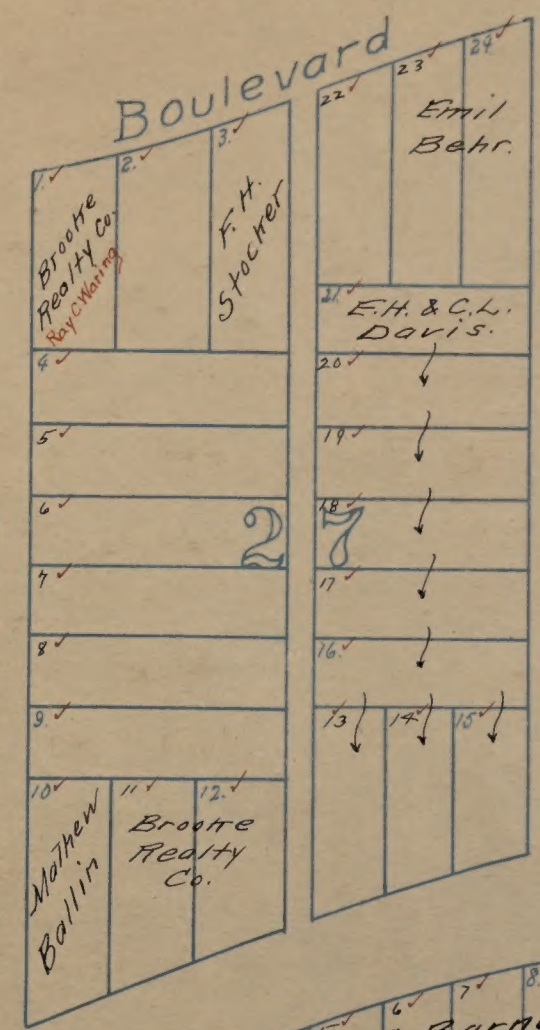 Boulevard
1.✓
2.✓
3.✓
Brooke
Realty Co.
Ray C Waring
F. H.
Stocker
4✓
5✓
6✓
7✓
8✓
9.✓
10✓
11✓
12.✓
Mathew
Ballin
Brooke
Realty
Co.
27
22✓
23✓
24✓
Emil
Behr.
21.✓
E.H. & C.L.
Davis.
20✓
19✓
18✓
17✓
16.✓
13✓
14✓
15✓
6✓
7✓
8.